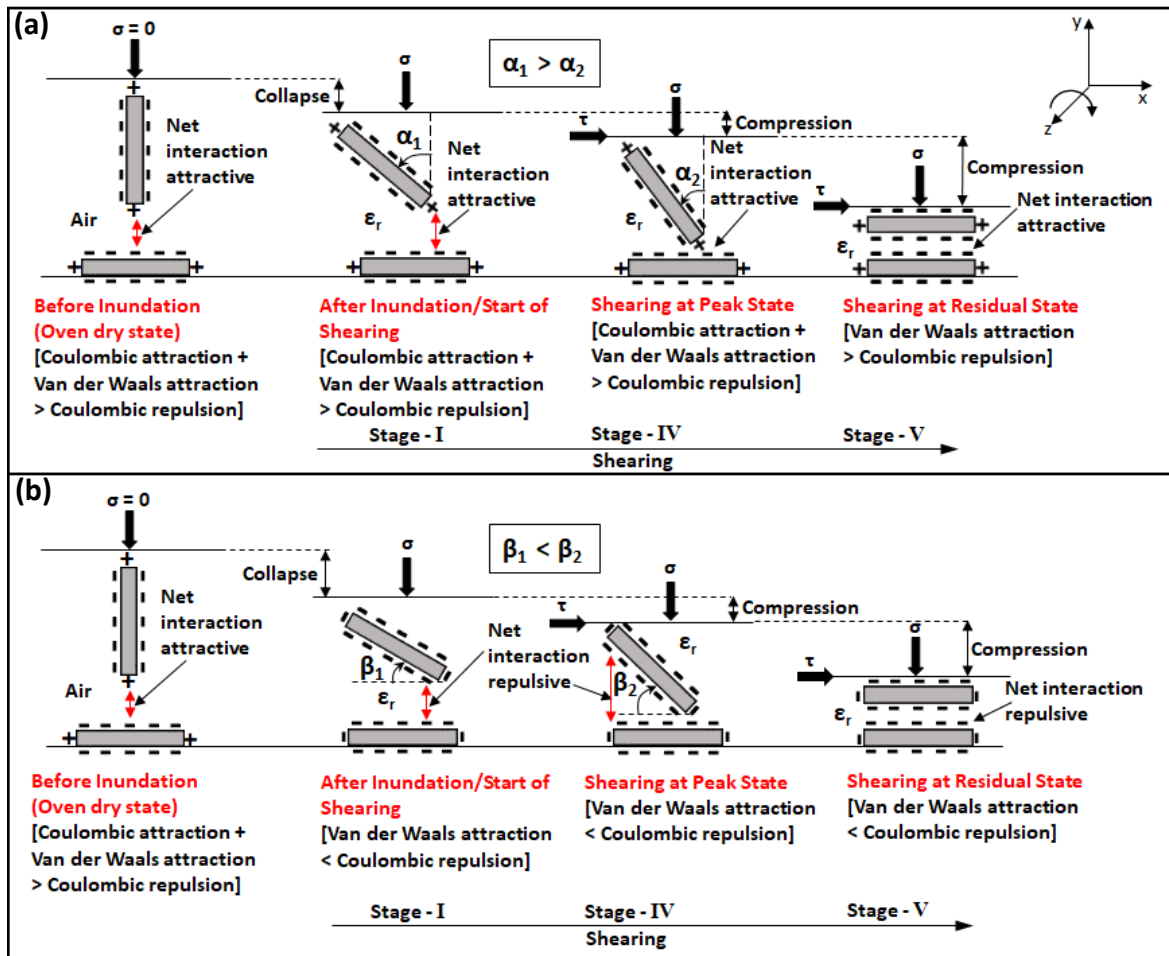 (a)
σ = 0
Collapse
Net
interaction
attractive
Air
σ
α₁ > α₂
α₁
Net
interaction
attractive
εᵣ
σ
τ
Compression
α₂
Net
interaction
attractive
εᵣ
y
x
z
σ
τ
Compression
Net interaction
attractive
εᵣ
Before Inundation
(Oven dry state)
[Coulombic attraction +
Van der Waals attraction
> Coulombic repulsion]
After Inundation/Start of
Shearing
[Coulombic attraction +
Van der Waals attraction
> Coulombic repulsion]
Shearing at Peak State
[Coulombic attraction +
Van der Waals attraction
> Coulombic repulsion]
Shearing at Residual State
[Van der Waals attraction
> Coulombic repulsion]
Stage - I
Stage - IV
Stage - V
Shearing
(b)
σ = 0
Collapse
Net
interaction
attractive
Air
σ
β₁ < β₂
β₁
εᵣ
Net
interaction
repulsive
σ
τ
Compression
εᵣ
β₂
σ
τ
Compression
Net interaction
repulsive
εᵣ
Before Inundation
(Oven dry state)
[Coulombic attraction +
Van der Waals attraction
> Coulombic repulsion]
After Inundation/Start of
Shearing
[Van der Waals attraction
< Coulombic repulsion]
Shearing at Peak State
[Van der Waals attraction
< Coulombic repulsion]
Shearing at Residual State
[Van der Waals attraction
< Coulombic repulsion]
Stage - I
Stage - IV
Stage - V
Shearing